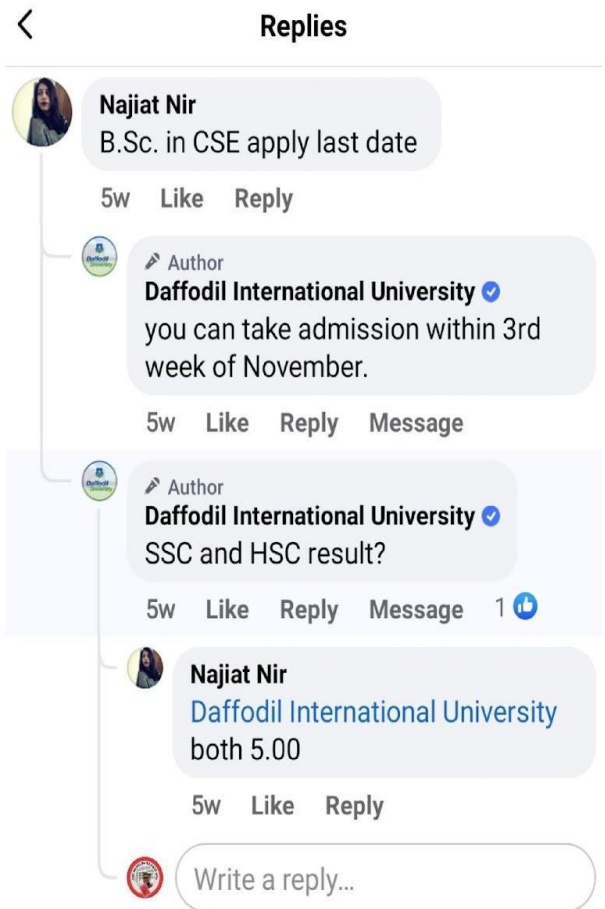 Replies
Najiat Nir
B.Sc. in CSE apply last date
5w Like Reply
Author
Daffodil International University
you can take admission within 3rd
week of November.
5w Like Reply Message
Author
Daffodil International University
SSC and HSC result?
5w Like Reply Message 1
Najiat Nir
Daffodil International University
both 5.00
5w Like Reply
Write a reply...